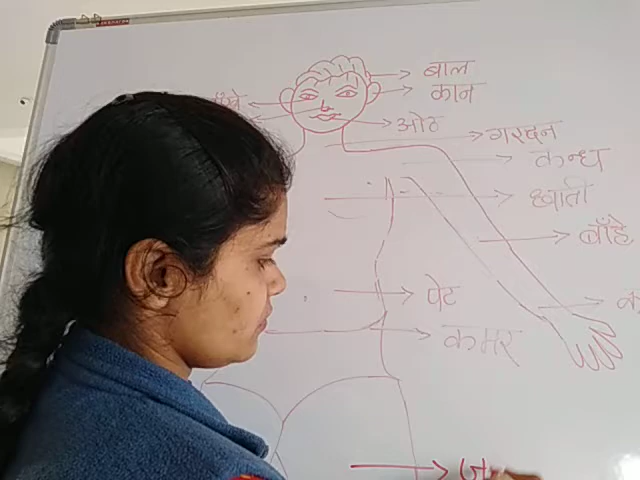 बाल
कान
ओठ
गरदन
कन्ध
छाती
बाँहे
पेट
कमर